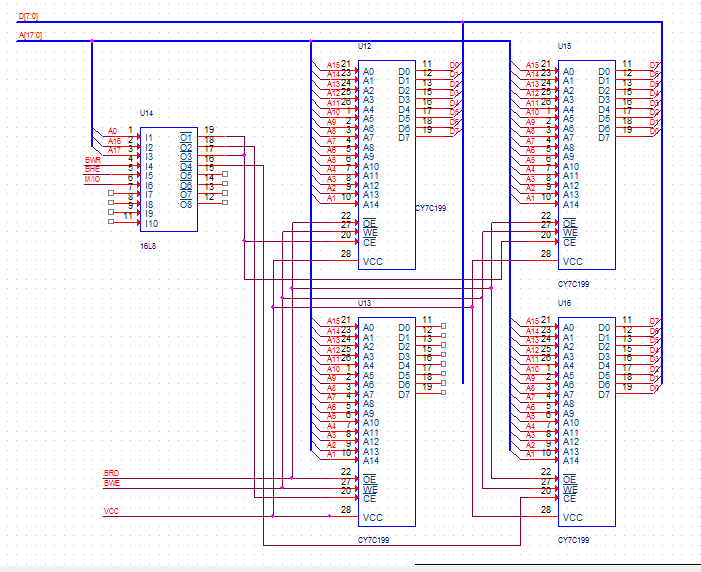 D[7:0]
A[17:0]
U12
A15 21 A0 D0 11 D0
A14 23 A1 D1 12 D1
A13 24 A2 D2 13 D2
A12 25 A3 D3 15 D3
A11 26 A4 D4 16 D4
A10 1 A5 D5 17 D5
A9 2 A6 D6 18 D6
A8 3 A7 D7 19 D7
A7 4 A8
A6 5 A9
A5 6 A10
A4 7 A11
A3 8 A12
A2 9 A13
A1 10 A14
22 OE
27 WE
20 CE
28 VCC
CY7C199
U15
A15 21 A0 D0 11 D7
A14 23 A1 D1 12 D6
A13 24 A2 D2 13 D5
A12 25 A3 D3 15 D4
A11 26 A4 D4 16 D3
A10 1 A5 D5 17 D2
A9 2 A6 D6 18 D1
A8 3 A7 D7 19 D0
A7 4 A8
A6 5 A9
A5 6 A10
A4 7 A11
A3 8 A12
A2 9 A13
A1 10 A14
22 OE
27 WE
20 CE
28 VCC
CY7C199
U14
A0 1 I1 O1 19
A16 2 I2 O2 18
A17 3 I3 O3 17
BWR 4 I4 O4 16
BHE 5 I5 O5 15
M/IO 6 I6 O6 14
7 I7 O7 13
8 I8 O8 12
9 I9
11 I10
16L8
U13
A15 21 A0 D0 11
A14 23 A1 D1 12
A13 24 A2 D2 13
A12 25 A3 D3 15
A11 26 A4 D4 16
A10 1 A5 D5 17
A9 2 A6 D6 18
A8 3 A7 D7 19
A7 4 A8
A6 5 A9
A5 6 A10
A4 7 A11
A3 8 A12
A2 9 A13
A1 10 A14
BRD 22 OE
BWE 27 WE
20 CE
VCC 28 VCC
CY7C199
U16
A15 21 A0 D0 11 D7
A14 23 A1 D1 12 D6
A13 24 A2 D2 13 D5
A12 25 A3 D3 15 D4
A11 26 A4 D4 16 D3
A10 1 A5 D5 17 D2
A9 2 A6 D6 18 D1
A8 3 A7 D7 19 D0
A7 4 A8
A6 5 A9
A5 6 A10
A4 7 A11
A3 8 A12
A2 9 A13
A1 10 A14
22 OE
27 WE
20 CE
28 VCC
CY7C199